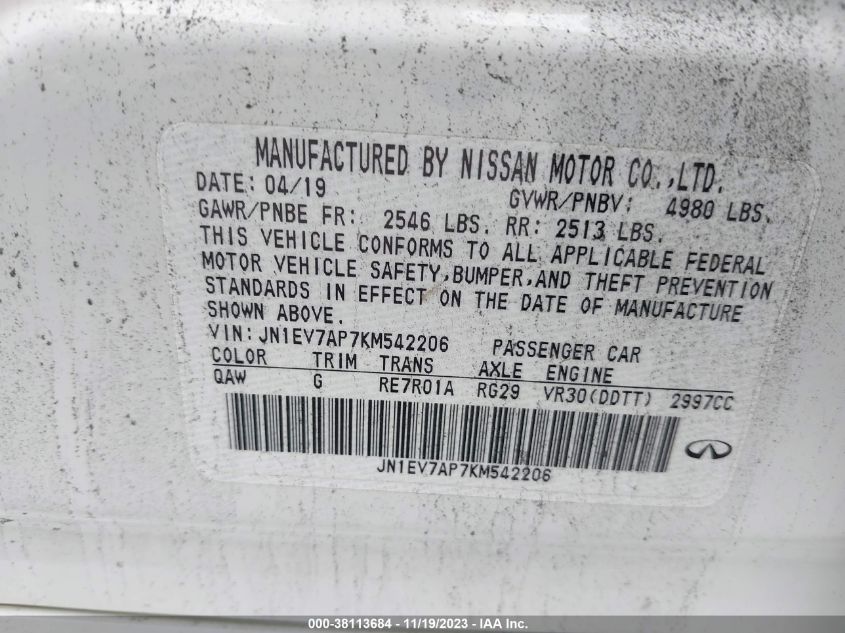 MANUFACTURED BY NISSAN MOTOR CO.,LTD.
DATE: 04/19 GVWR/PNBV: 4980 LBS.
GAWR/PNBE FR: 2546 LBS. RR: 2513 LBS.
THIS VEHICLE CONFORMS TO ALL APPLICABLE FEDERAL
MOTOR VEHICLE SAFETY,BUMPER,AND THEFT PREVENTION
STANDARDS IN EFFECT ON THE DATE OF MANUFACTURE
SHOWN ABOVE.
VIN:JN1EV7AP7KM542206 PASSENGER CAR
COLOR TRIM TRANS AXLE ENGINE
QAW G RE7R01A RG29 VR30(DDTT) 2997CC
JN1EV7AP7KM542206
000-38113684 - 11/19/2023 - IAA Inc.